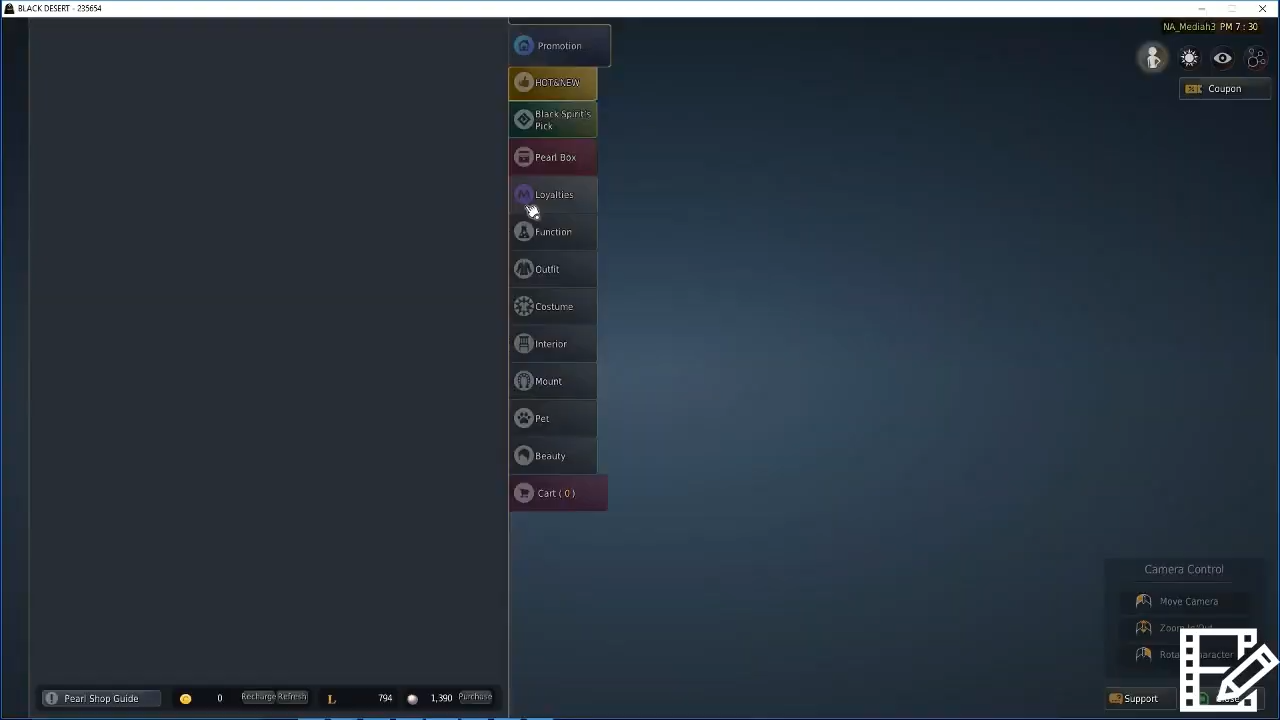 BLACK DESERT - 235654
NA_Mediah3 PM 7 : 30
Coupon
Promotion
HOT&NEW
Black Spirit's
Pick
Pearl Box
Loyalties
Function
Outfit
Costume
Interior
Mount
Pet
Beauty
Cart ( 0 )
Camera Control
Move Camera
Pearl Shop Guide
0
Recharge
Refresh
L
794
1,390
Purchase
Support